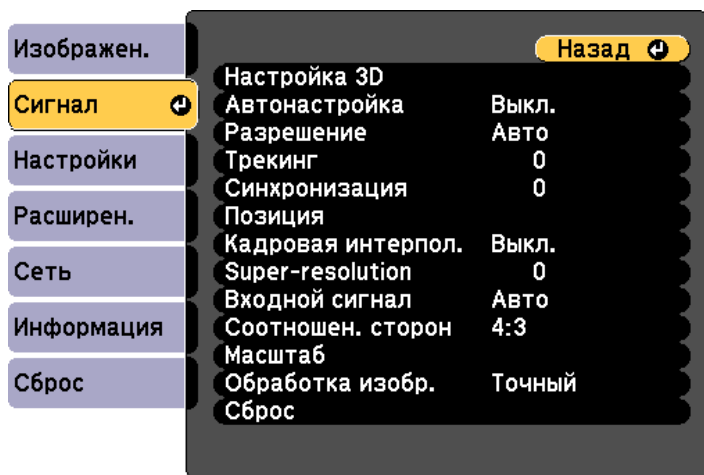 Изображен.
Сигнал
Настройки
Расширен.
Сеть
Информация
Сброс
Назад
Настройка 3D
Автонастройка Выкл.
Разрешение Авто
Трекинг 0
Синхронизация 0
Позиция
Кадровая интерпол. Выкл.
Super-resolution 0
Входной сигнал Авто
Соотношен. сторон 4:3
Масштаб
Обработка изобр. Точный
Сброс